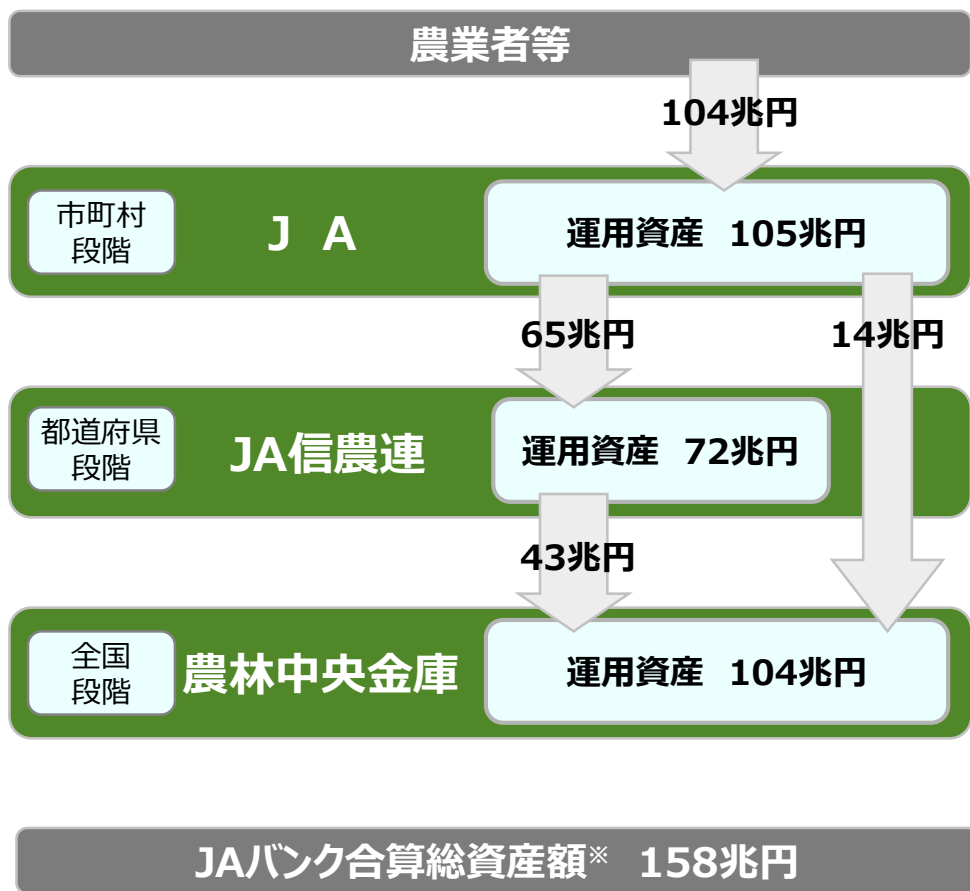 農業者等
104兆円
市町村
段階
J A
運用資産 105兆円
65兆円
14兆円
都道府県
段階
JA信農連
運用資産 72兆円
43兆円
全国
段階
農林中央金庫
運用資産 104兆円
JAバンク合算総資産額※ 158兆円